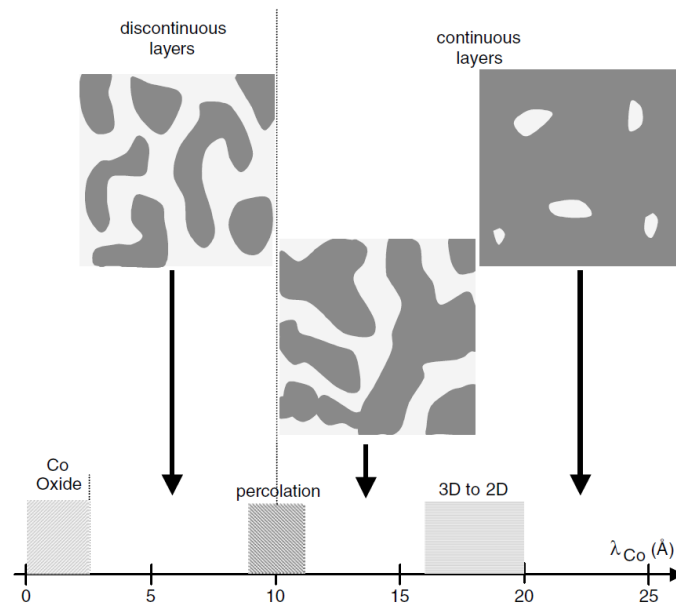 discontinuous
layers
continuous
layers
Co
Oxide
percolation
3D to 2D
λCo (Å)
0
5
10
15
20
25